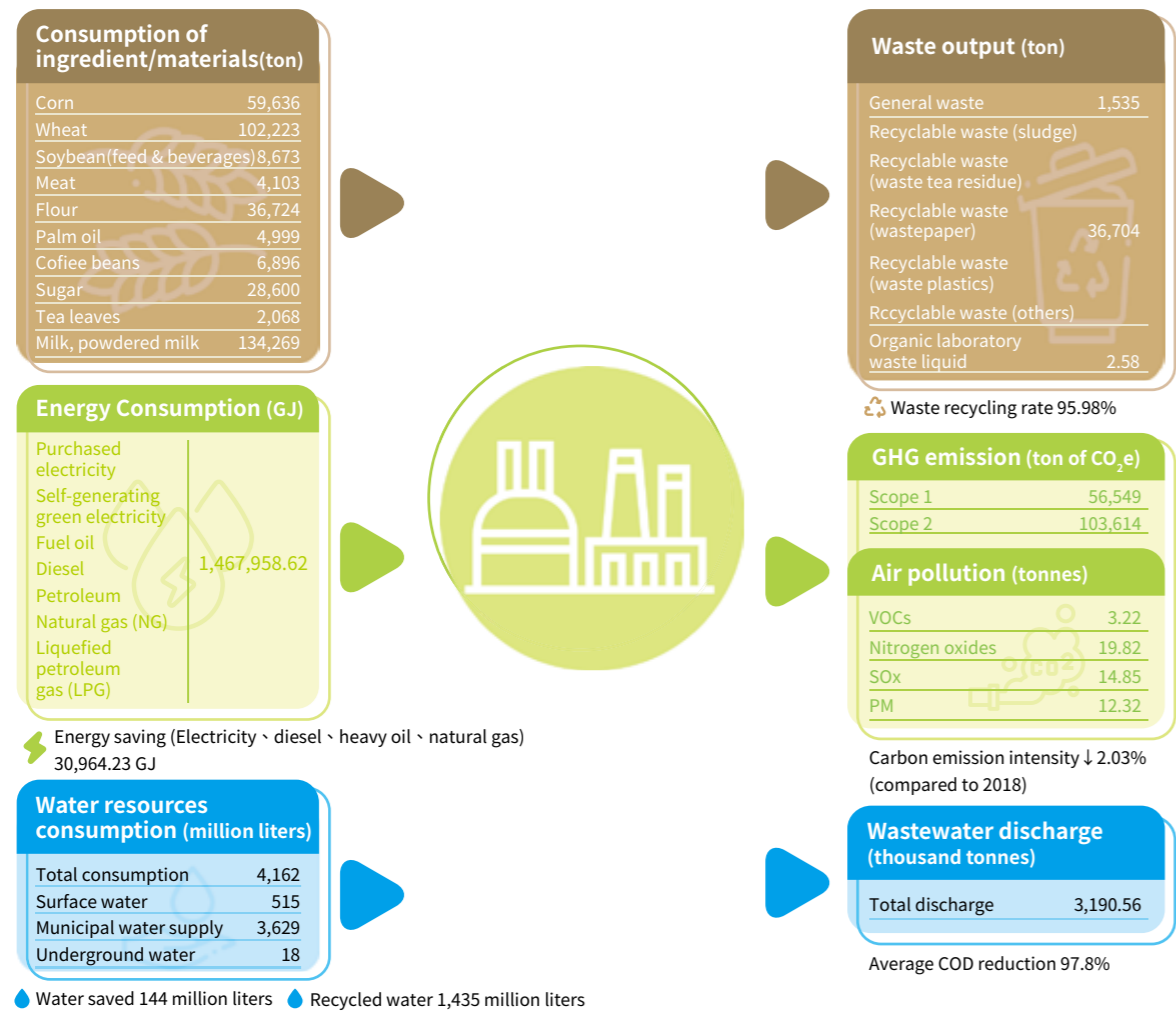 Consumption of
ingredient/materials(ton)
Corn 59,636
Wheat 102,223
Soybean(feed & beverages) 8,673
Meat 4,103
Flour 36,724
Palm oil 4,999
Cofiee beans 6,896
Sugar 28,600
Tea leaves 2,068
Milk, powdered milk 134,269
Energy Consumption (GJ)
Purchased
electricity
Self-generating
green electricity
Fuel oil
Diesel
Petroleum
Natural gas (NG)
Liquefied
petroleum
gas (LPG)
1,467,958.62
Energy saving (Electricity、diesel、heavy oil、natural gas)
30,964.23 GJ
Water resources
consumption (million liters)
Total consumption 4,162
Surface water 515
Municipal water supply 3,629
Underground water 18
Water saved 144 million liters
Recycled water 1,435 million liters
Waste output (ton)
General waste 1,535
Recyclable waste (sludge)
Recyclable waste
(waste tea residue)
Recyclable waste
(wastepaper) 36,704
Recyclable waste
(waste plastics)
Rccyclable waste (others)
Organic laboratory
waste liquid 2.58
Waste recycling rate 95.98%
GHG emission (ton of CO₂e)
Scope 1 56,549
Scope 2 103,614
Air pollution (tonnes)
VOCs 3.22
Nitrogen oxides 19.82
SOx 14.85
PM 12.32
CO2
Carbon emission intensity ↓ 2.03%
(compared to 2018)
Wastewater discharge
(thousand tonnes)
Total discharge 3,190.56
Average COD reduction 97.8%